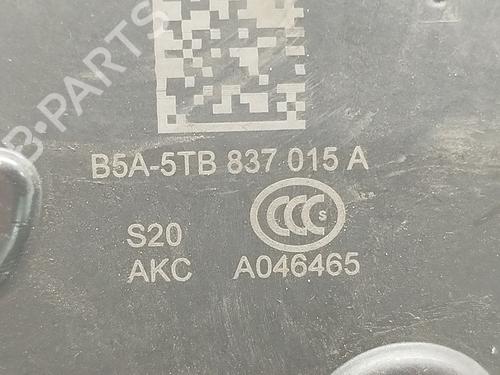 B-PARTS
B5A-5TB 837 015 A
CCC S
S20
AKC A046465